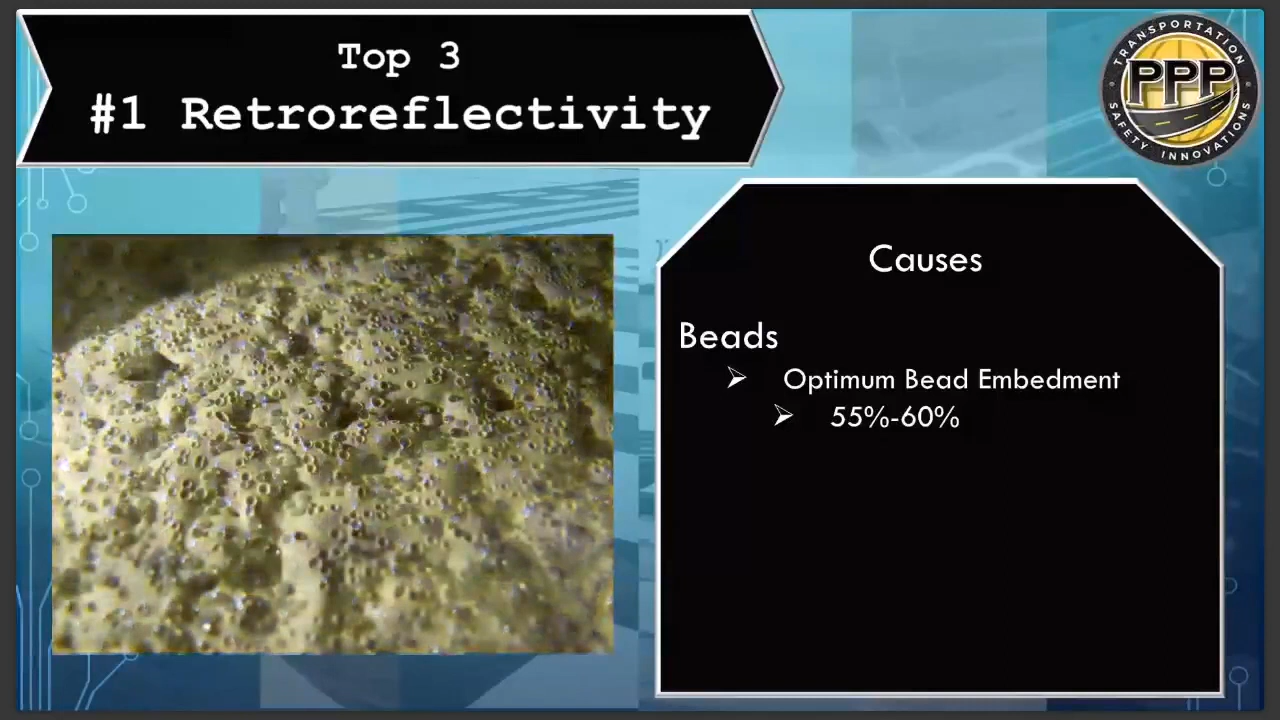 Top 3
#1 Retroreflectivity
TRANSPORTATION
PPP
SAFETY INNOVATIONS
Causes
Beads
Optimum Bead Embedment
55%-60%